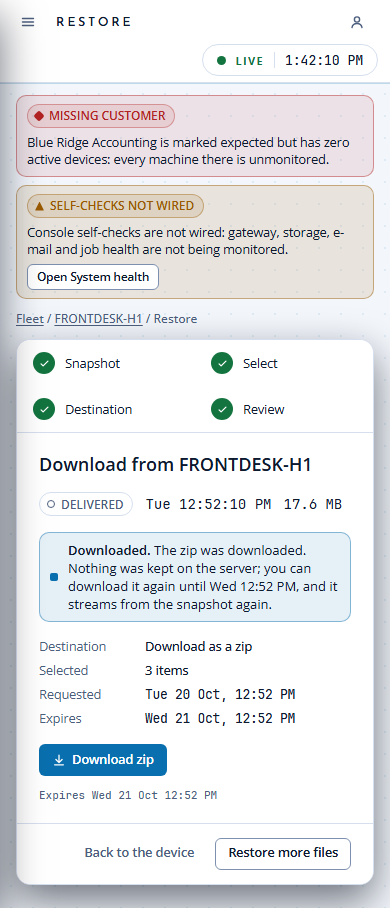 RESTORE
LIVE 1:42:10 PM
MISSING CUSTOMER
Blue Ridge Accounting is marked expected but has zero
active devices: every machine there is unmonitored.
SELF-CHECKS NOT WIRED
Console self-checks are not wired: gateway, storage, e-
mail and job health are not being monitored.
Open System health
Fleet / FRONTDESK-H1 / Restore
Snapshot
Select
Destination
Review
Download from FRONTDESK-H1
DELIVERED Tue 12:52:10 PM 17.6 MB
Downloaded. The zip was downloaded.
Nothing was kept on the server; you can
download it again until Wed 12:52 PM, and it
streams from the snapshot again.
Destination Download as a zip
Selected 3 items
Requested Tue 20 Oct, 12:52 PM
Expires Wed 21 Oct, 12:52 PM
Download zip
Expires Wed 21 Oct 12:52 PM
Back to the device
Restore more files